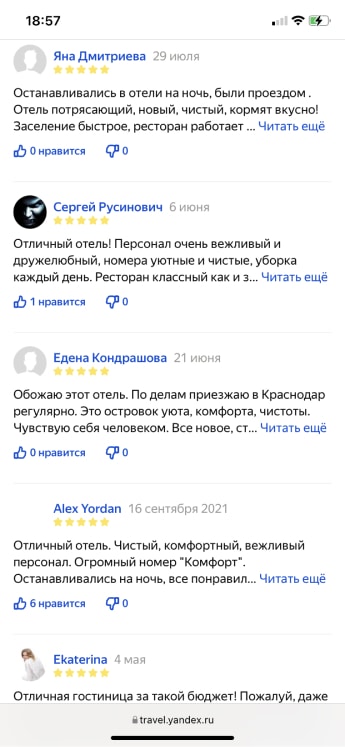 18:57
Яна Дмитриева 29 июля
Останавливались в отели на ночь, были проездом .
Отель потрясающий, новый, чистый, кормят вкусно!
Заселение быстрое, ресторан работает ... Читать ещё
0 нравится 0
Сергей Русинович 6 июня
Отличный отель! Персонал очень вежливый и
дружелюбный, номера уютные и чистые, уборка
каждый день. Ресторан классный как и з... Читать ещё
1 нравится 0
Едена Кондрашова 21 июня
Обожаю этот отель. По делам приезжаю в Краснодар
регулярно. Это островок уюта, комфорта, чистоты.
Чувствую себя человеком. Все новое, ст... Читать ещё
0 нравится 0
Alex Yordan 16 сентября 2021
Отличный отель. Чистый, комфортный, вежливый
персонал. Огромный номер "Комфорт".
Останавливались на ночь, все понравил... Читать ещё
6 нравится 0
Ekaterina 4 мая
Отличная гостиница за такой бюджет! Пожалуй, даже
travel.yandex.ru